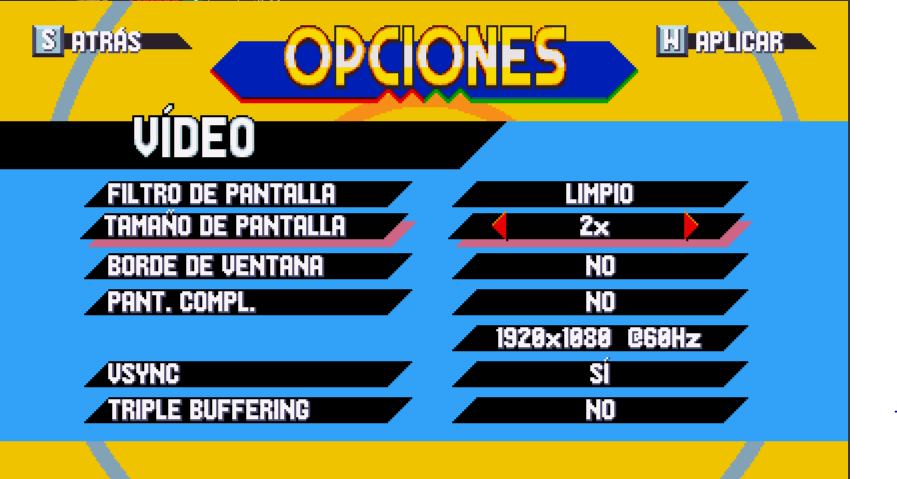 S ATRÁS
OPCIONES
W APLICAR
VÍDEO
FILTRO DE PANTALLA LIMPIO
TAMAÑO DE PANTALLA 2x
BORDE DE VENTANA NO
PANT. COMPL. NO
1920x1080 @60Hz
VSYNC SÍ
TRIPLE BUFFERING NO